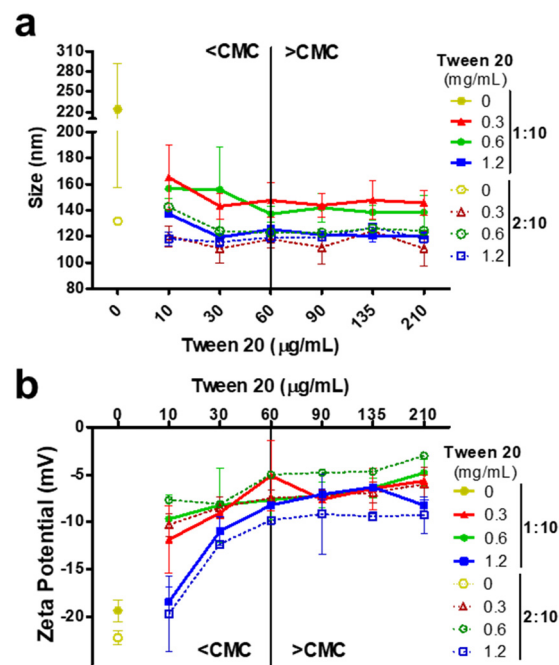 a
<CMC >CMC
310
280
250
220
200
180
160
140
120
100
80
Size (nm)
0 10 30 60 90 135 210
Tween 20 (μg/mL)
Tween 20
(mg/mL)
0
0.3
0.6
1.2
1:10
0
0.3
0.6
1.2
2:10
b
Tween 20 (μg/mL)
0 10 30 60 90 135 210
0
-5
-10
-15
-20
Zeta Potential (mV)
<CMC >CMC
Tween 20
(mg/mL)
0
0.3
0.6
1.2
1:10
0
0.3
0.6
1.2
2:10